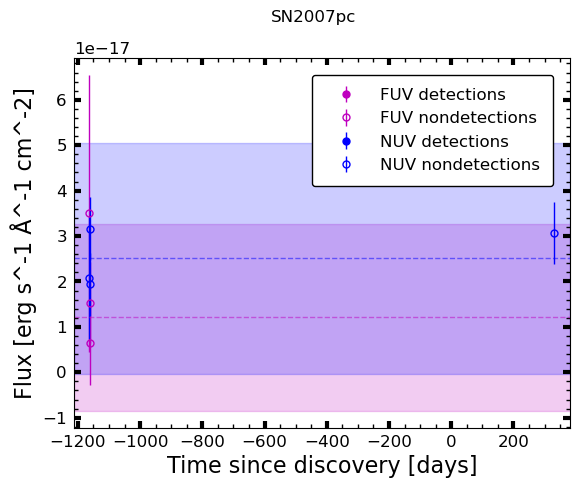 SN2007pc
1e−17
FUV detections
FUV nondetections
NUV detections
NUV nondetections
6
5
4
3
2
1
0
−1
Flux [erg s^-1 Å^-1 cm^-2]
−1200 −1000 −800 −600 −400 −200 0 200
Time since discovery [days]